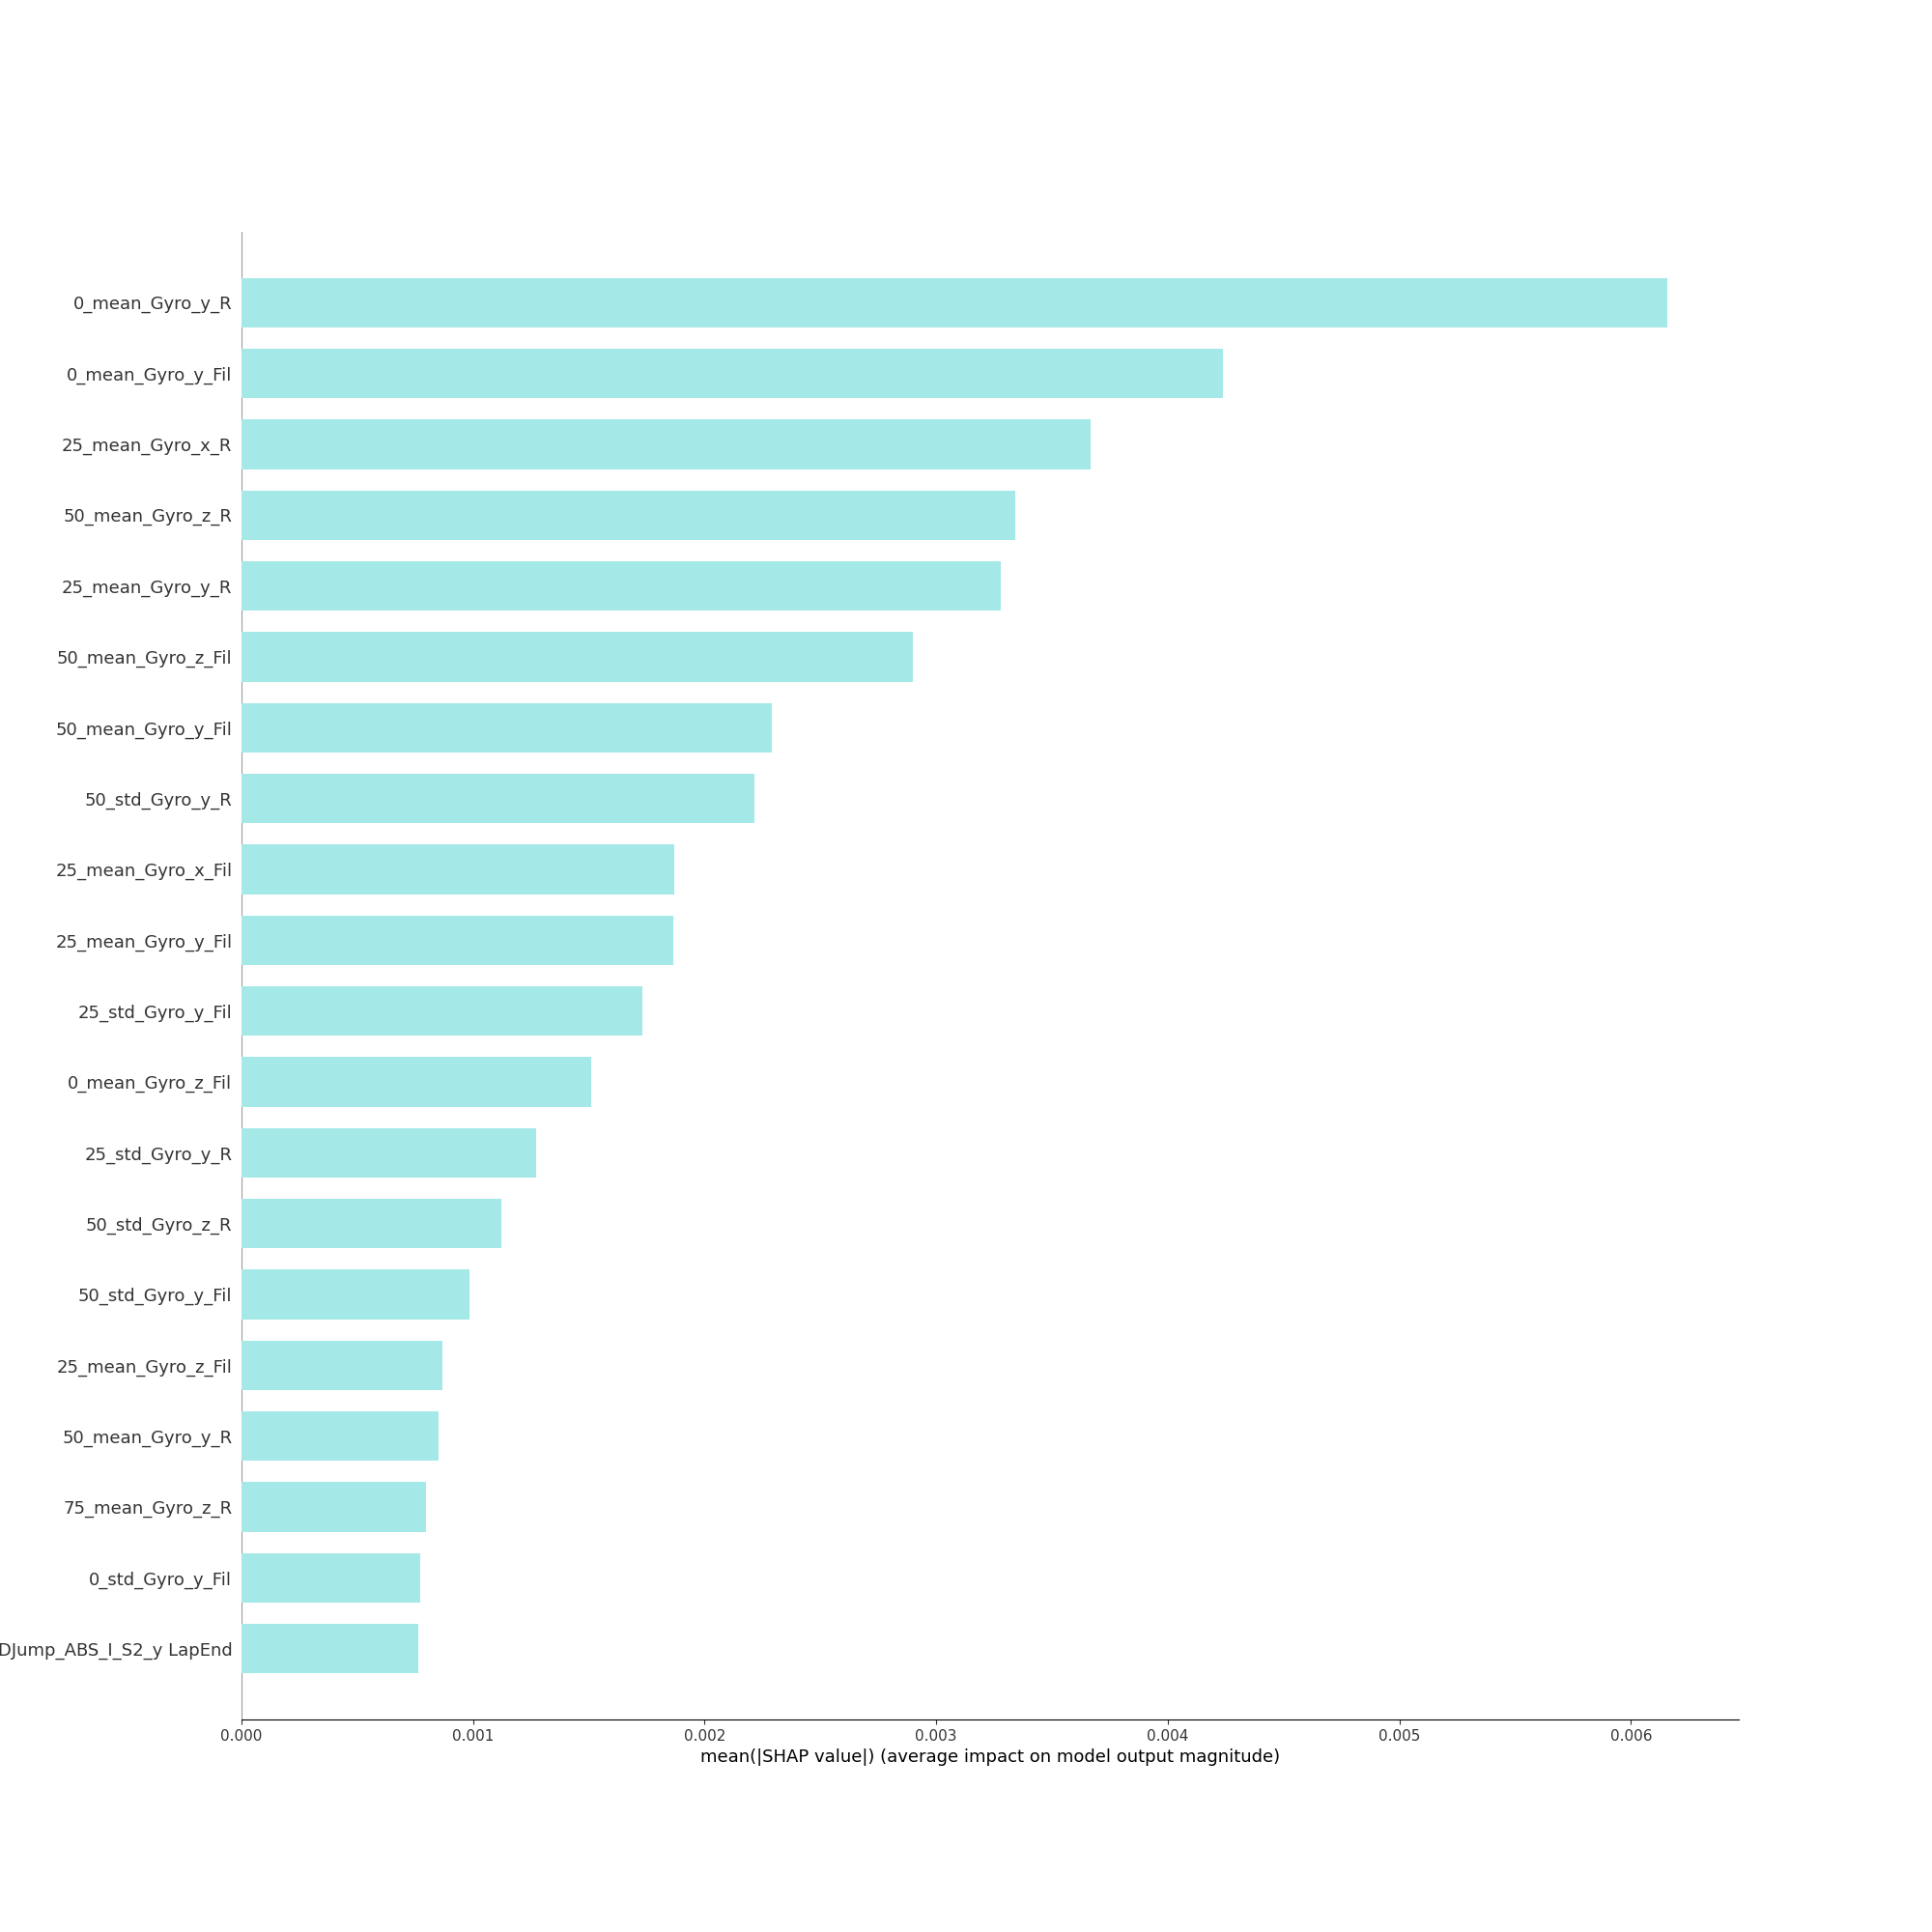 0_mean_Gyro_y_R
0_mean_Gyro_y_Fil
25_mean_Gyro_x_R
50_mean_Gyro_z_R
25_mean_Gyro_y_R
50_mean_Gyro_z_Fil
50_mean_Gyro_y_Fil
50_std_Gyro_y_R
25_mean_Gyro_x_Fil
25_mean_Gyro_y_Fil
25_std_Gyro_y_Fil
0_mean_Gyro_z_Fil
25_std_Gyro_y_R
50_std_Gyro_z_R
50_std_Gyro_y_Fil
25_mean_Gyro_z_Fil
50_mean_Gyro_y_R
75_mean_Gyro_z_R
0_std_Gyro_y_Fil
DJump_ABS_I_S2_y LapEnd
0.000 0.001 0.002 0.003 0.004 0.005 0.006
mean(|SHAP value|) (average impact on model output magnitude)